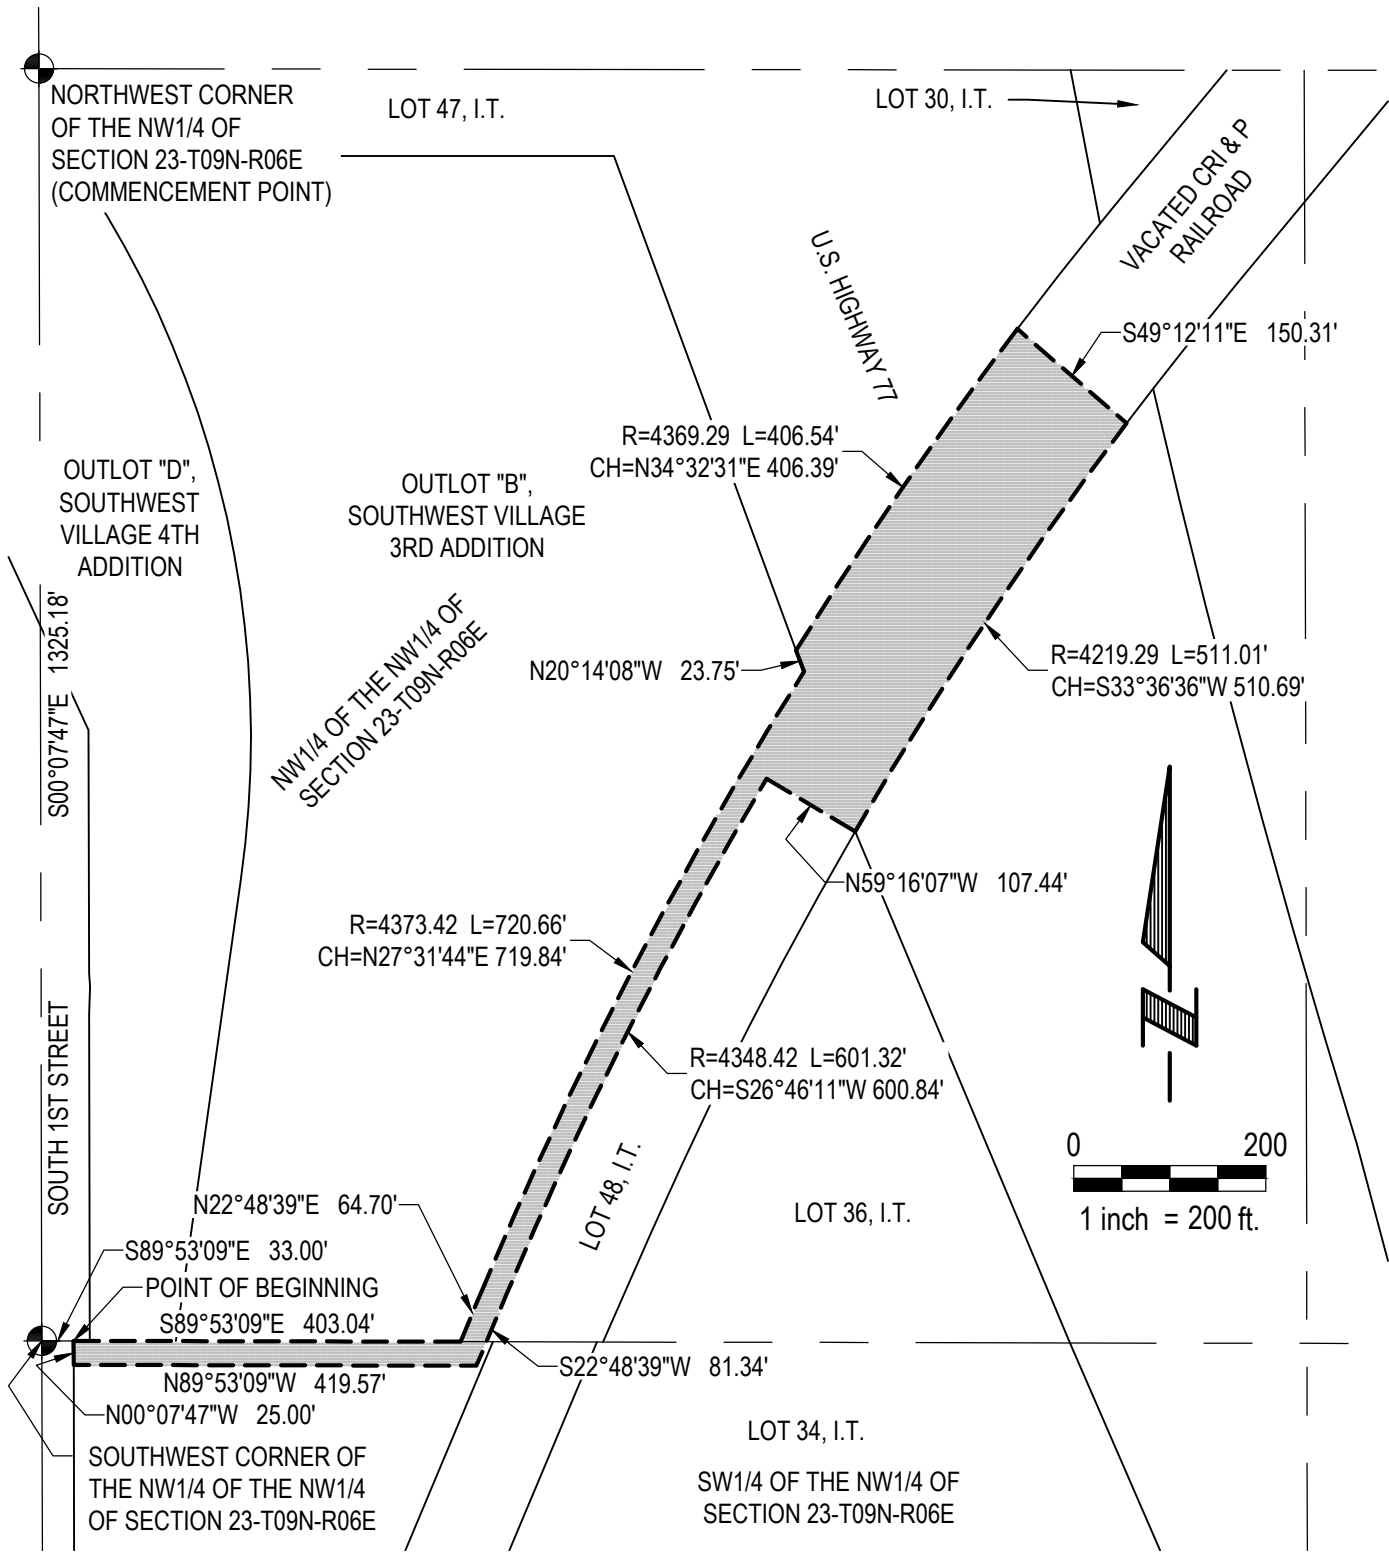 NORTHWEST CORNER
OF THE NW1/4 OF
SECTION 23-T09N-R06E
(COMMENCEMENT POINT)
LOT 47, I.T.
LOT 30, I.T.
VACATED CRI & P
RAILROAD
U.S. HIGHWAY 77
S49°12'11"E 150.31'
R=4369.29 L=406.54'
CH=N34°32'31"E 406.39'
OUTLOT "D",
SOUTHWEST
VILLAGE 4TH
ADDITION
OUTLOT "B",
SOUTHWEST VILLAGE
3RD ADDITION
S00°07'47"E 1325.18'
NW1/4 OF THE NW1/4 OF
SECTION 23-T09N-R06E
N20°14'08"W 23.75'
R=4219.29 L=511.01'
CH=S33°36'36"W 510.69'
N59°16'07"W 107.44'
R=4373.42 L=720.66'
CH=N27°31'44"E 719.84'
SOUTH 1ST STREET
R=4348.42 L=601.32'
CH=S26°46'11"W 600.84'
LOT 48, I.T.
LOT 36, I.T.
0 200
1 inch = 200 ft.
N22°48'39"E 64.70'
S89°53'09"E 33.00'
POINT OF BEGINNING
S89°53'09"E 403.04'
S22°48'39"W 81.34'
N89°53'09"W 419.57'
N00°07'47"W 25.00'
SOUTHWEST CORNER OF
THE NW1/4 OF THE NW1/4
OF SECTION 23-T09N-R06E
LOT 34, I.T.
SW1/4 OF THE NW1/4 OF
SECTION 23-T09N-R06E